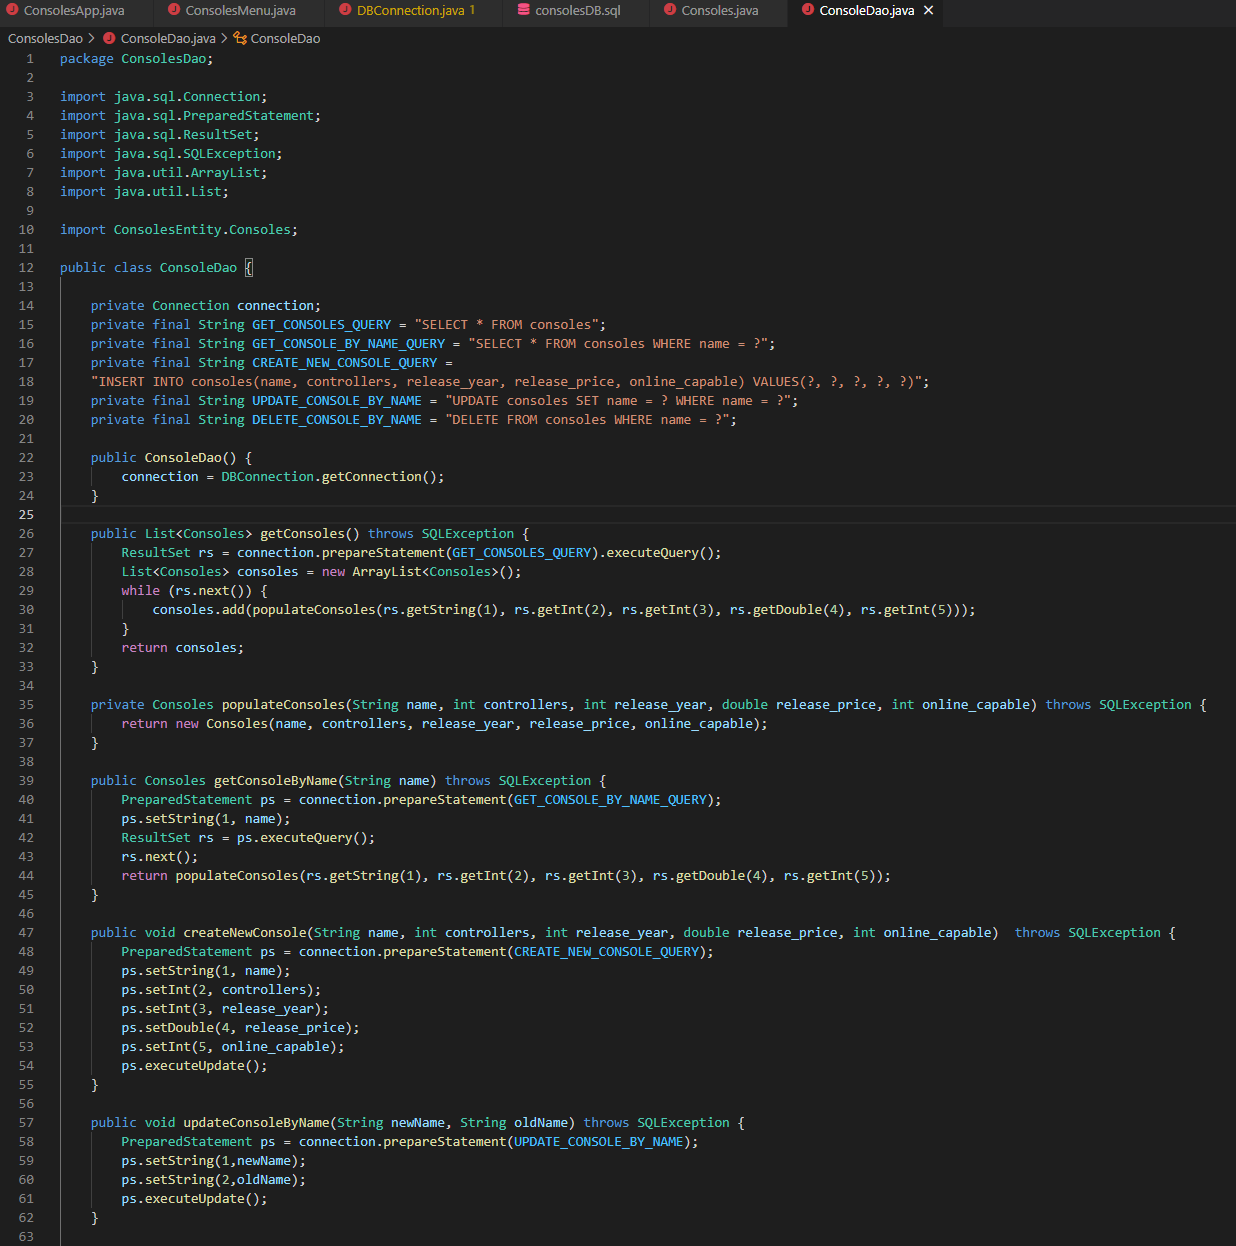 ConsolesApp.java ConsolesMenu.java DBConnection.java 1 consolesDB.sql Consoles.java ConsoleDao.java ×
ConsolesDao > ConsoleDao.java > ConsoleDao
1 package ConsolesDao;
2
3 import java.sql.Connection;
4 import java.sql.PreparedStatement;
5 import java.sql.ResultSet;
6 import java.sql.SQLException;
7 import java.util.ArrayList;
8 import java.util.List;
9
10 import ConsolesEntity.Consoles;
11
12 public class ConsoleDao {
13
14     private Connection connection;
15     private final String GET_CONSOLES_QUERY = "SELECT * FROM consoles";
16     private final String GET_CONSOLE_BY_NAME_QUERY = "SELECT * FROM consoles WHERE name = ?";
17     private final String CREATE_NEW_CONSOLE_QUERY =
18     "INSERT INTO consoles(name, controllers, release_year, release_price, online_capable) VALUES(?, ?, ?, ?, ?)";
19     private final String UPDATE_CONSOLE_BY_NAME = "UPDATE consoles SET name = ? WHERE name = ?";
20     private final String DELETE_CONSOLE_BY_NAME = "DELETE FROM consoles WHERE name = ?";
21
22     public ConsoleDao() {
23         connection = DBConnection.getConnection();
24     }
25
26     public List<Consoles> getConsoles() throws SQLException {
27         ResultSet rs = connection.prepareStatement(GET_CONSOLES_QUERY).executeQuery();
28         List<Consoles> consoles = new ArrayList<Consoles>();
29         while (rs.next()) {
30             consoles.add(populateConsoles(rs.getString(1), rs.getInt(2), rs.getInt(3), rs.getDouble(4), rs.getInt(5)));
31         }
32         return consoles;
33     }
34
35     private Consoles populateConsoles(String name, int controllers, int release_year, double release_price, int online_capable) throws SQLException {
36         return new Consoles(name, controllers, release_year, release_price, online_capable);
37     }
38
39     public Consoles getConsoleByName(String name) throws SQLException {
40         PreparedStatement ps = connection.prepareStatement(GET_CONSOLE_BY_NAME_QUERY);
41         ps.setString(1, name);
42         ResultSet rs = ps.executeQuery();
43         rs.next();
44         return populateConsoles(rs.getString(1), rs.getInt(2), rs.getInt(3), rs.getDouble(4), rs.getInt(5));
45     }
46
47     public void createNewConsole(String name, int controllers, int release_year, double release_price, int online_capable)  throws SQLException {
48         PreparedStatement ps = connection.prepareStatement(CREATE_NEW_CONSOLE_QUERY);
49         ps.setString(1, name);
50         ps.setInt(2, controllers);
51         ps.setInt(3, release_year);
52         ps.setDouble(4, release_price);
53         ps.setInt(5, online_capable);
54         ps.executeUpdate();
55     }
56
57     public void updateConsoleByName(String newName, String oldName) throws SQLException {
58         PreparedStatement ps = connection.prepareStatement(UPDATE_CONSOLE_BY_NAME);
59         ps.setString(1,newName);
60         ps.setString(2,oldName);
61         ps.executeUpdate();
62     }
63